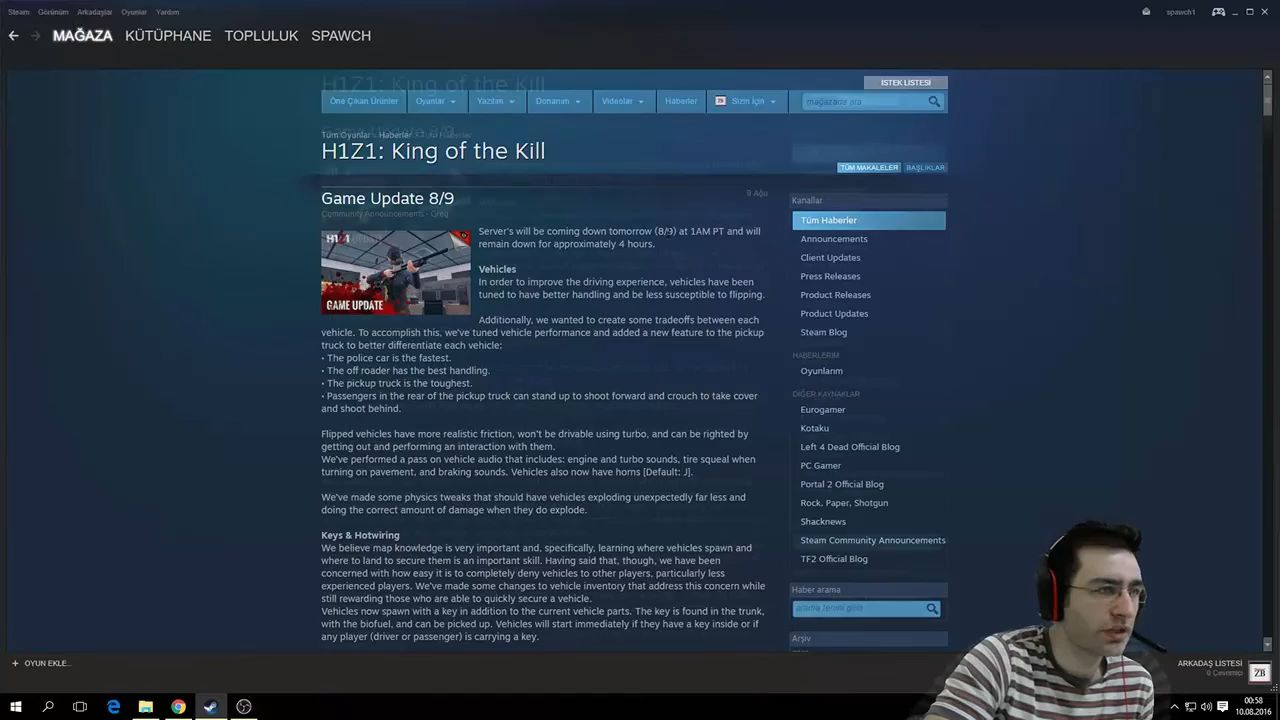 Steam Görünüm Arkadaşlar Oyunlar Yardım
spawch1
MAĞAZA KÜTÜPHANE TOPLULUK SPAWCH
H1Z1: King of the Kill
İSTEK LİSTESİ
Öne Çıkan Ürünler Oyunlar Yazılım Donanım Videolar Haberler Sizin İçin mağazada ara
Tüm Oyunlar Haberler
H1Z1: King of the Kill
TÜM MAKALELER BAŞLIKLAR
Game Update 8/9
9 Ağu
Community Announcements - Greg
GAME UPDATE
Server's will be coming down tomorrow (8/9) at 1AM PT and will
remain down for approximately 4 hours.
Vehicles
In order to improve the driving experience, vehicles have been
tuned to have better handling and be less susceptible to flipping.
Additionally, we wanted to create some tradeoffs between each
vehicle. To accomplish this, we've tuned vehicle performance and added a new feature to the pickup
truck to better differentiate each vehicle:
• The police car is the fastest.
• The off roader has the best handling.
• The pickup truck is the toughest.
• Passengers in the rear of the pickup truck can stand up to shoot forward and crouch to take cover
and shoot behind.
Flipped vehicles have more realistic friction, won't be drivable using turbo, and can be righted by
getting out and performing an interaction with them.
We've performed a pass on vehicle audio that includes: engine and turbo sounds, tire squeal when
turning on pavement, and braking sounds. Vehicles also now have horns [Default: J].
We've made some physics tweaks that should have vehicles exploding unexpectedly far less and
doing the correct amount of damage when they do explode.
Keys & Hotwiring
We believe map knowledge is very important and, specifically, learning where vehicles spawn and
where to land to secure them is an important skill. Having said that, though, we have been
concerned with how easy it is to completely deny vehicles to other players, particularly less
experienced players. We've made some changes to vehicle inventory that address this concern while
still rewarding those who are able to quickly secure a vehicle.
Vehicles now spawn with a key in addition to the current vehicle parts. The key is found in the trunk,
with the biofuel, and can be picked up. Vehicles will start immediately if they have a key inside or if
any player (driver or passenger) is carrying a key.
Kanallar
Tüm Haberler
Announcements
Client Updates
Press Releases
Product Releases
Product Updates
Steam Blog
HABERLERİM
Oyunlarım
DİĞER KAYNAKLAR
Eurogamer
Kotaku
Left 4 Dead Official Blog
PC Gamer
Portal 2 Official Blog
Rock, Paper, Shotgun
Shacknews
Steam Community Announcements
TF2 Official Blog
Haber arama
arama terimi girin
Arşiv
+ OYUN EKLE...
ARKADAŞ LİSTESİ
0 Çevrimiçi
ZB
00:58
10.08.2016